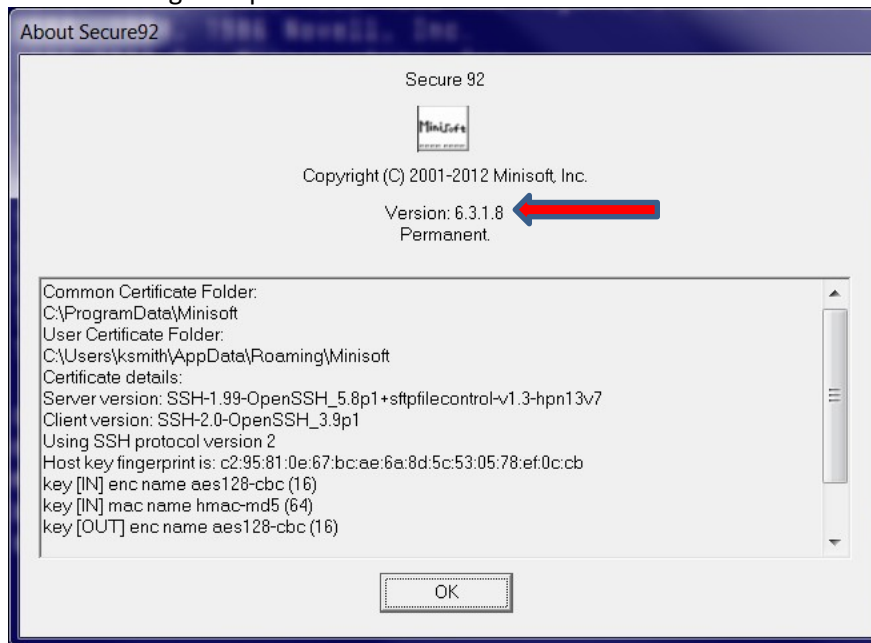 About Secure92
1986 Novell, Inc.
Secure 92
MiniSoft
Copyright (C) 2001-2012 Minisoft, Inc.
Version: 6.3.1.8
Permanent.
Common Certificate Folder:
C:\ProgramData\Minisoft
User Certificate Folder:
C:\Users\ksmith\AppData\Roaming\Minisoft
Certificate details:
Server version: SSH-1.99-OpenSSH_5.8p1+sftpfilecontrol-v1.3-hpn13v7
Client version: SSH-2.0-OpenSSH_3.9p1
Using SSH protocol version 2
Host key fingerprint is: c2:95:81:0e:67:bc:ae:6a:8d:5c:53:05:78:ef:0c:cb
key [IN] enc name aes128-cbc (16)
key [IN] mac name hmac-md5 (64)
key [OUT] enc name aes128-cbc (16)
OK